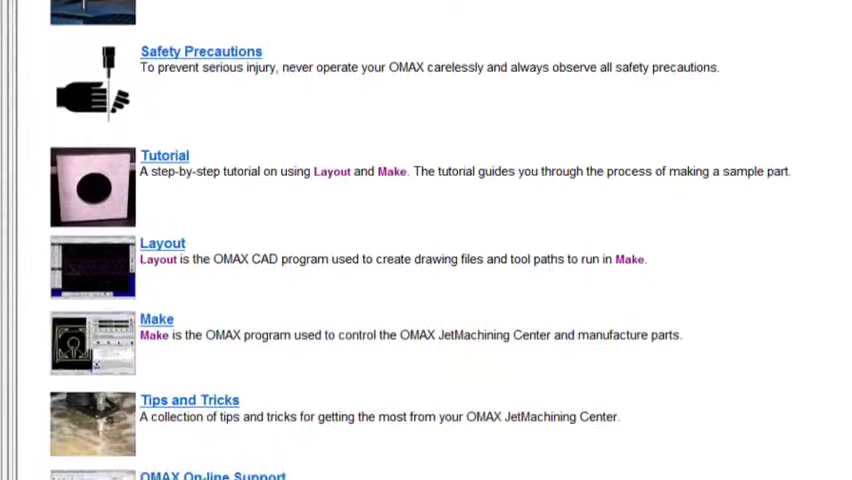 Safety Precautions
To prevent serious injury, never operate your OMAX carelessly and always observe all safety precautions.
Tutorial
A step-by-step tutorial on using Layout and Make. The tutorial guides you through the process of making a sample part.
Layout
Layout is the OMAX CAD program used to create drawing files and tool paths to run in Make.
Make
Make is the OMAX program used to control the OMAX JetMachining Center and manufacture parts.
Tips and Tricks
A collection of tips and tricks for getting the most from your OMAX JetMachining Center.
OMAX On-line Support